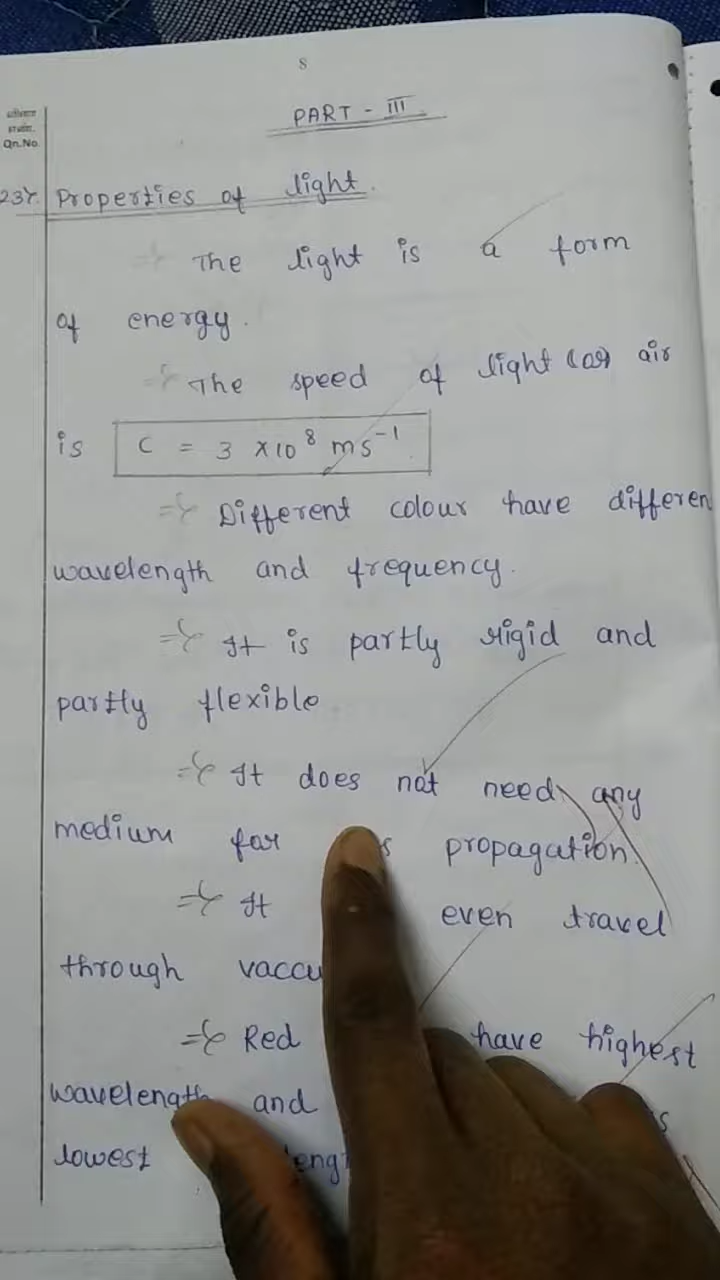 8
Qn.No.
PART - III
23). Properties of light.
⇒ The light is a form
of energy.
⇒ The speed of light (or) air
is C = 3 × 10⁸ ms⁻¹
⇒ Different colour have differen
wavelength and frequency.
⇒ It is partly rigid and
partly flexible
⇒ It does not need any
medium for propagation.
⇒ It even travel
through vaccu
⇒ Red have highest
wavelength and
lowest